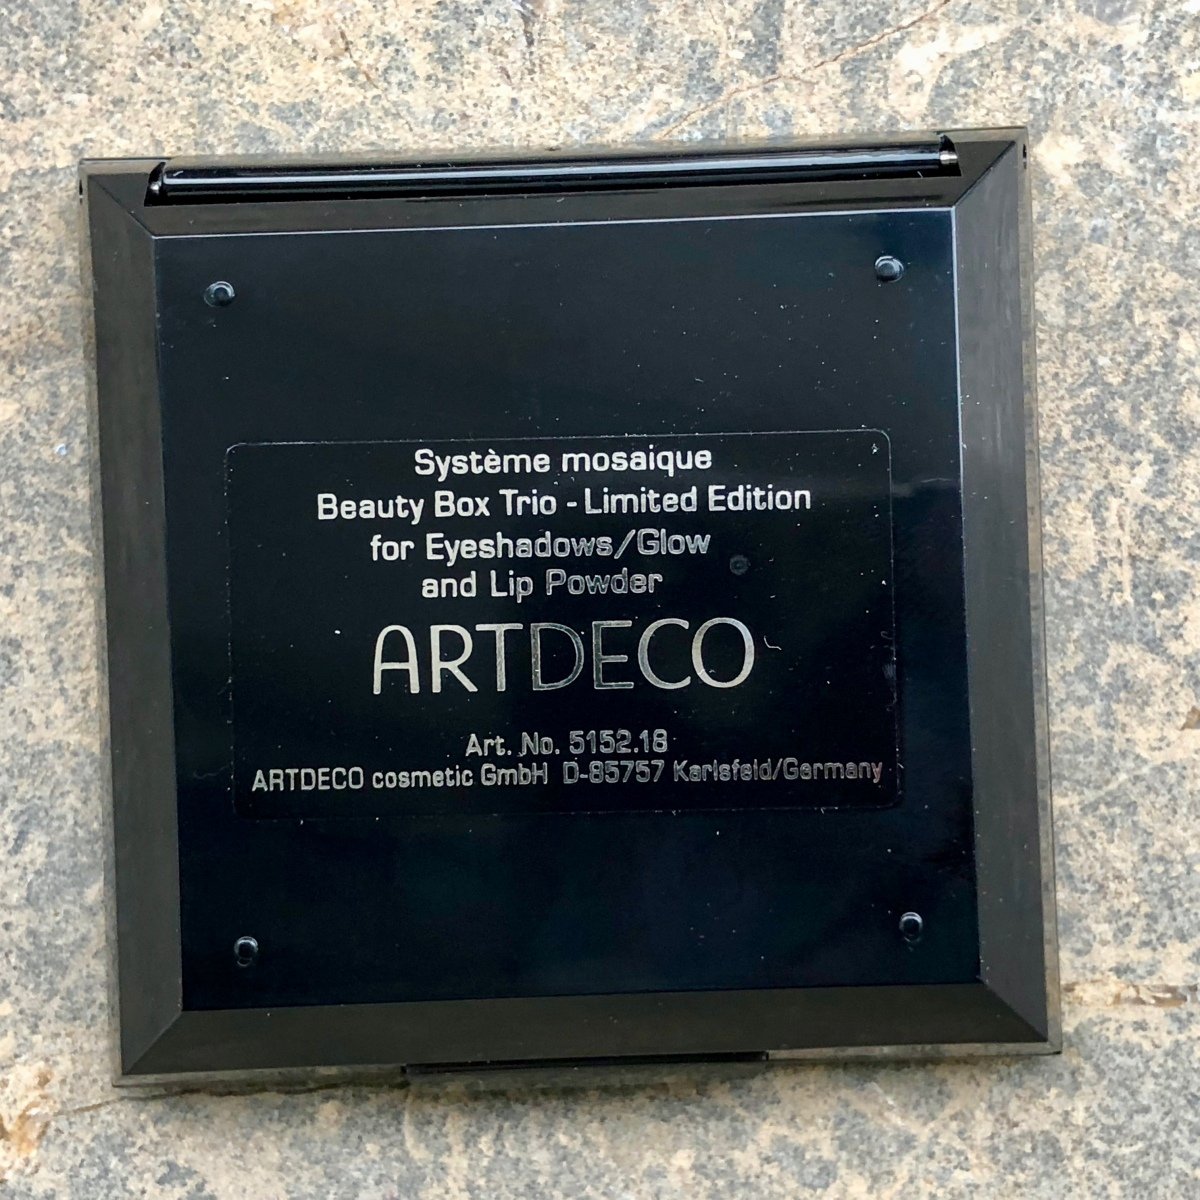 Système mosaique
Beauty Box Trio - Limited Edition
for Eyeshadows/Glow
and Lip Powder
ARTDECO
Art. No. 5152.18
ARTDECO cosmetic GmbH D-85757 Karlsfeld/Germany